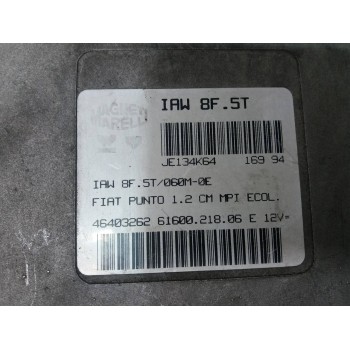 MAGNETI
MARELLI
IAW 8F.5T
JE134K64 169 94
IAW 8F.5T/060M-0E
FIAT PUNTO 1.2 CM MPI ECOL.
46403262 61600.218.06 E 12V=